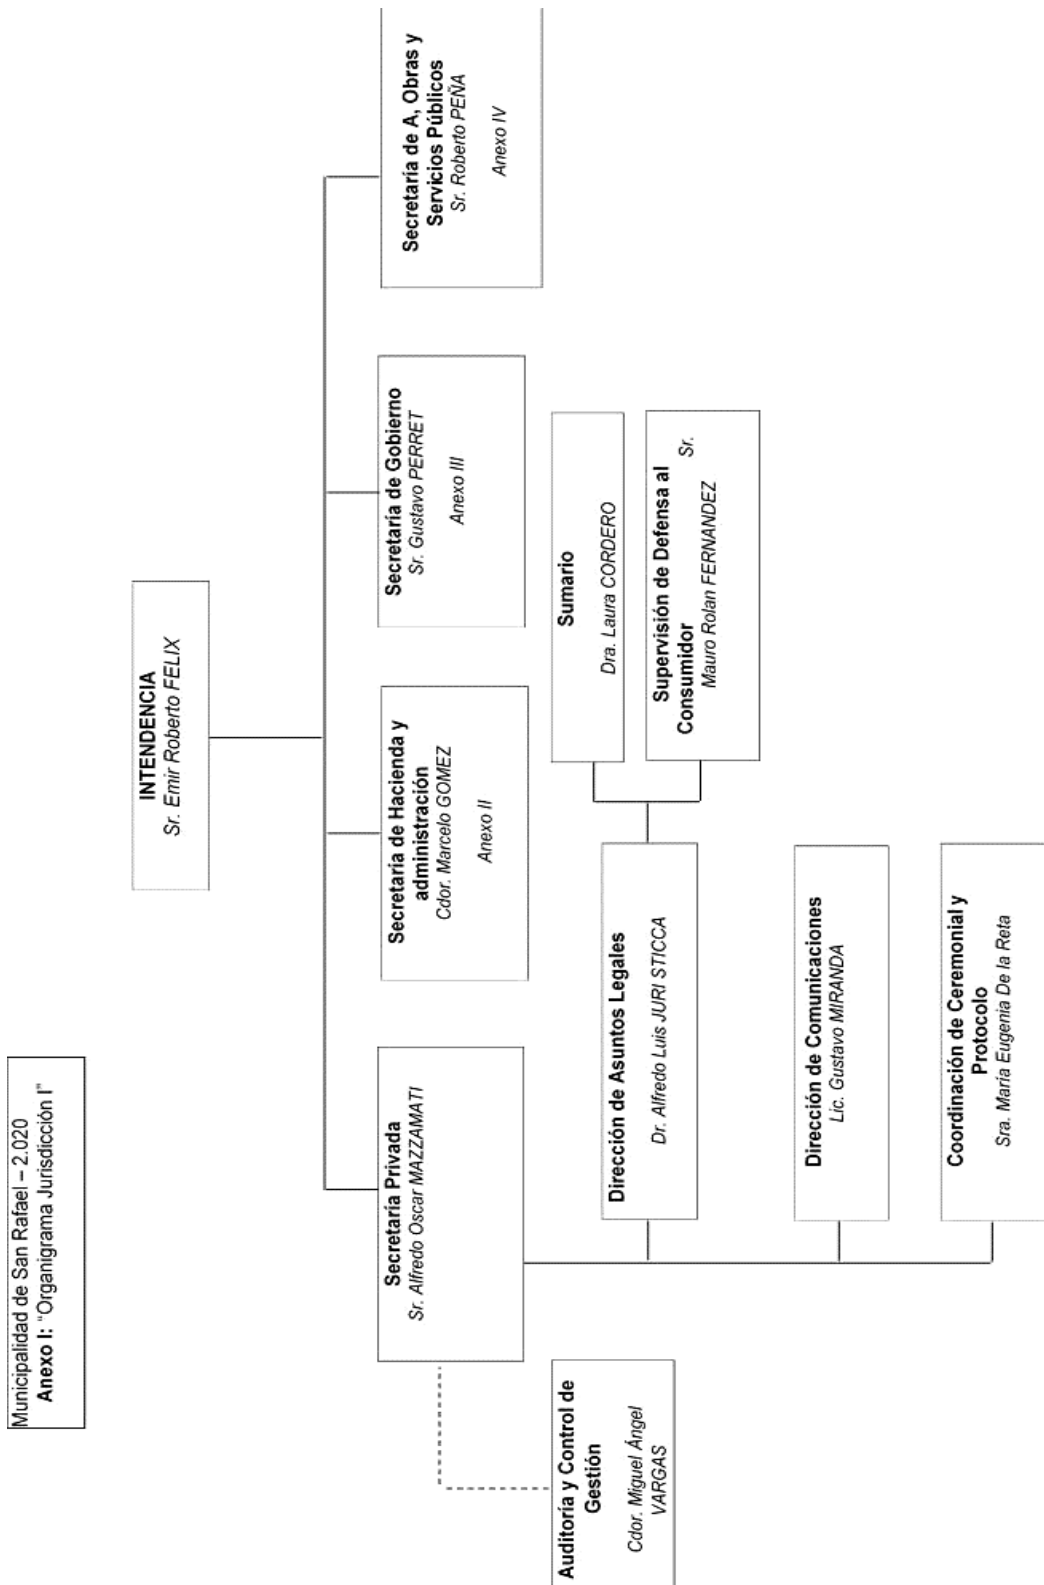 Municipalidad de San Rafael – 2.020
Anexo I: "Organigrama Jurisdicción I"
INTENDENCIA
Sr. Emir Roberto FELIX
Secretaría Privada
Sr. Alfredo Oscar MAZZAMATI
Secretaria de Hacienda y
administración
Cdor. Marcelo GOMEZ
Anexo II
Secretaría de Gobierno
Sr. Gustavo PERRET
Anexo III
Secretaría de A, Obras y
Servicios Públicos
Sr. Roberto PEÑA
Anexo IV
Auditoría y Control de
Gestión
Cdor. Miguel Ángel
VARGAS
Dirección de Asuntos Legales
Dr. Alfredo Luis JURI STICCA
Sumario
Dra. Laura CORDERO
Supervisión de Defensa al
Consumidor Sr.
Mauro Rolan FERNANDEZ
Dirección de Comunicaciones
Lic. Gustavo MIRANDA
Coordinación de Ceremonial y
Protocolo
Sra. María Eugenia De la Reta